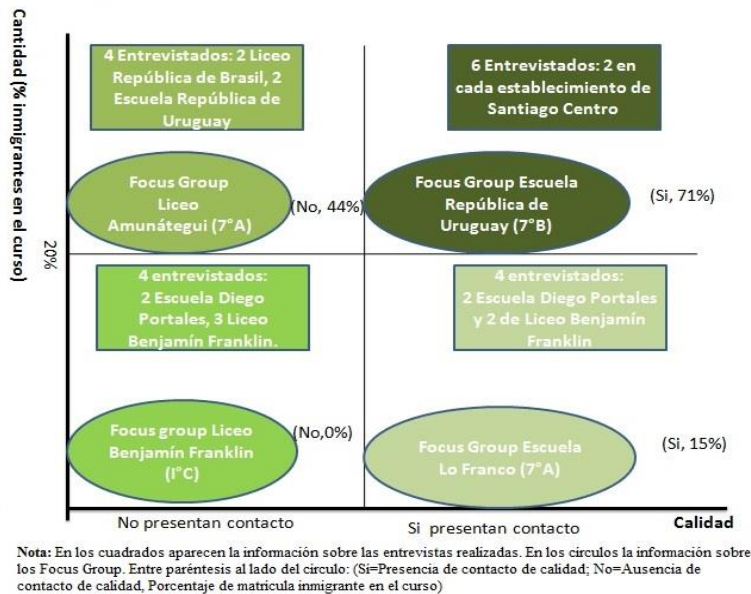 Cantidad (% inmigrantes en el curso)
4 Entrevistados: 2 Liceo
República de Brasil, 2
Escuela República de
Uruguay
6 Entrevistados: 2 en
cada establecimiento de
Santiago Centro
Focus Group
Liceo
Amunátegui (7°A)
(No, 44%)
Focus Group Escuela
República de
Uruguay (7°B)
(Si, 71%)
20%
4 entrevistados:
2 Escuela Diego
Portales, 3 Liceo
Benjamín Franklin.
4 entrevistados:
2 Escuela Diego Portales
y 2 de Liceo Benjamín
Franklin
Focus group Liceo
Benjamín Franklin
(I°C)
(No,0%)
Focus Group Escuela
Lo Franco (7°A)
(Si, 15%)
No presentan contacto
Si presentan contacto
Calidad
Nota: En los cuadrados aparecen la información sobre las entrevistas realizadas. En los circulos la información sobre
los Focus Group. Entre paréntesis al lado del circulo: (Si=Presencia de contacto de calidad; No=Ausencia de
contacto de calidad, Porcentaje de matricula inmigrante en el curso)